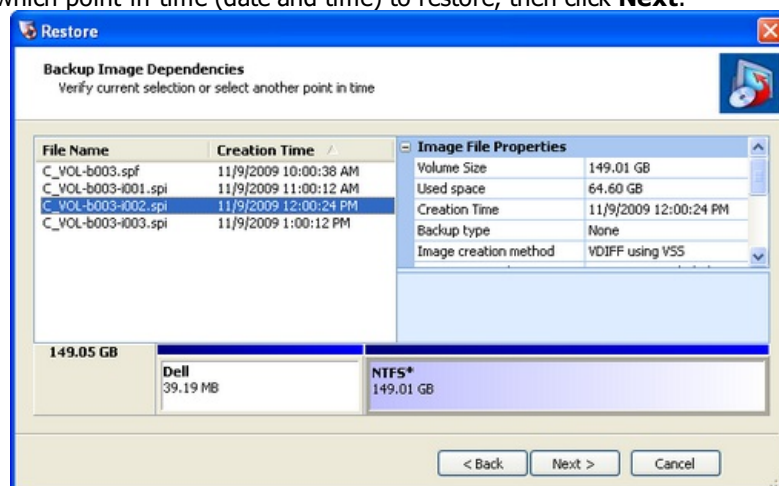 which point in time (date and time) to restore, then click Next.
Restore
Backup Image Dependencies
Verify current selection or select another point in time
File Name Creation Time
C_VOL-b003.spf 11/9/2009 10:00:38 AM
C_VOL-b003-i001.spi 11/9/2009 11:00:12 AM
C_VOL-b003-i002.spi 11/9/2009 12:00:24 PM
C_VOL-b003-i003.spi 11/9/2009 1:00:12 PM
Image File Properties
Volume Size 149.01 GB
Used space 64.60 GB
Creation Time 11/9/2009 12:00:24 PM
Backup type None
Image creation method VDIFF using VSS
149.05 GB
Dell
39.19 MB
NTFS*
149.01 GB
< Back Next > Cancel